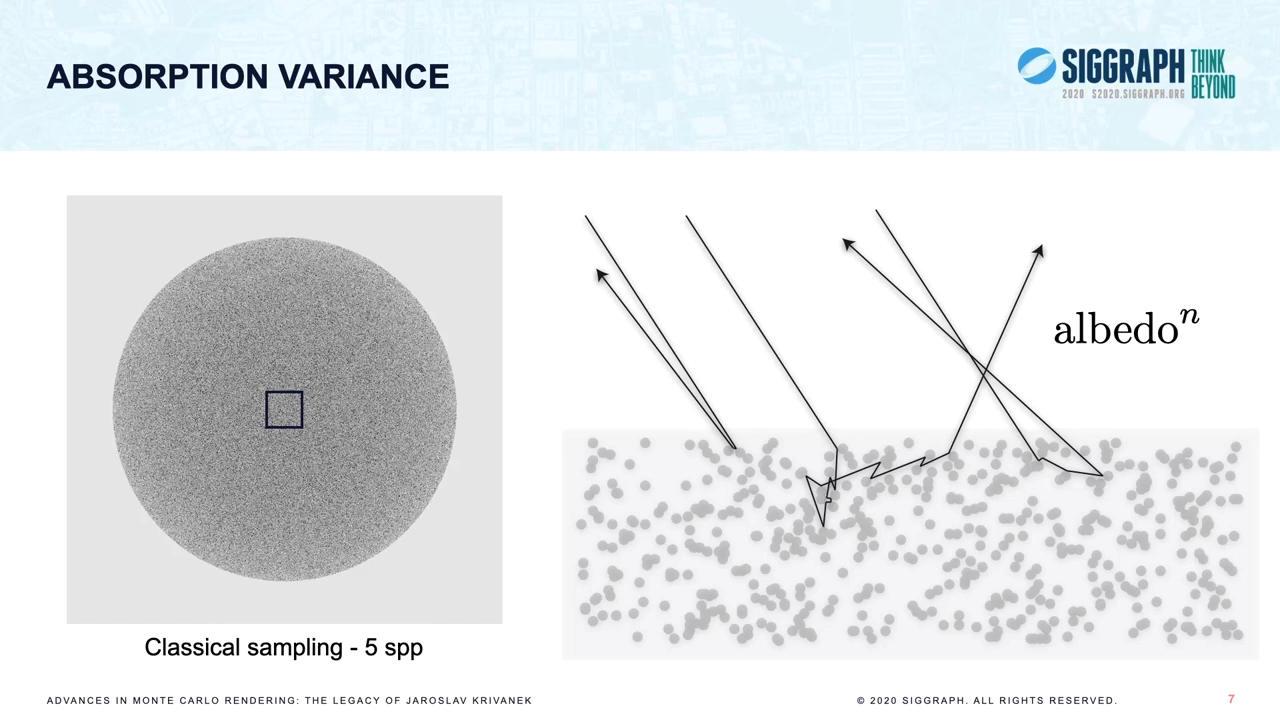 ABSORPTION VARIANCE
SIGGRAPH
THINK
BEYOND
2020 S2020.SIGGRAPH.ORG
albedoⁿ
Classical sampling - 5 spp
ADVANCES IN MONTE CARLO RENDERING: THE LEGACY OF JAROSLAV KRIVANEK
© 2020 SIGGRAPH. ALL RIGHTS RESERVED.
7